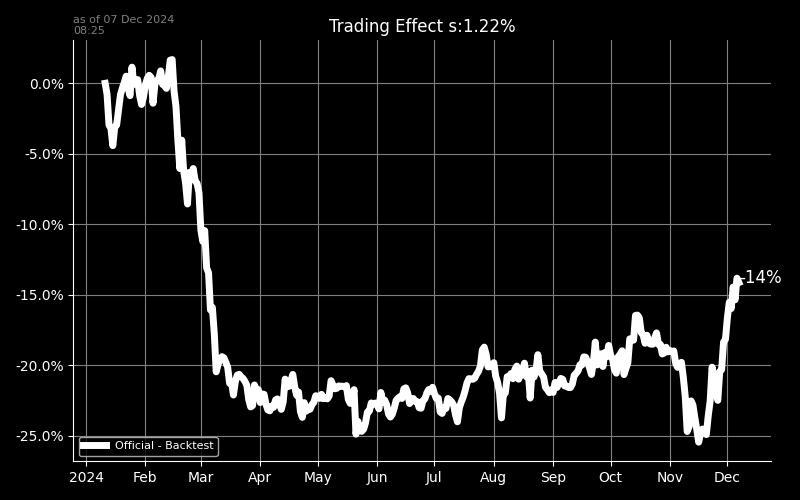 as of 07 Dec 2024
08:25
Trading Effect s:1.22%
0.0%
-5.0%
-10.0%
-15.0%
-20.0%
-25.0%
-14%
Official - Backtest
2024 Feb Mar Apr May Jun Jul Aug Sep Oct Nov Dec